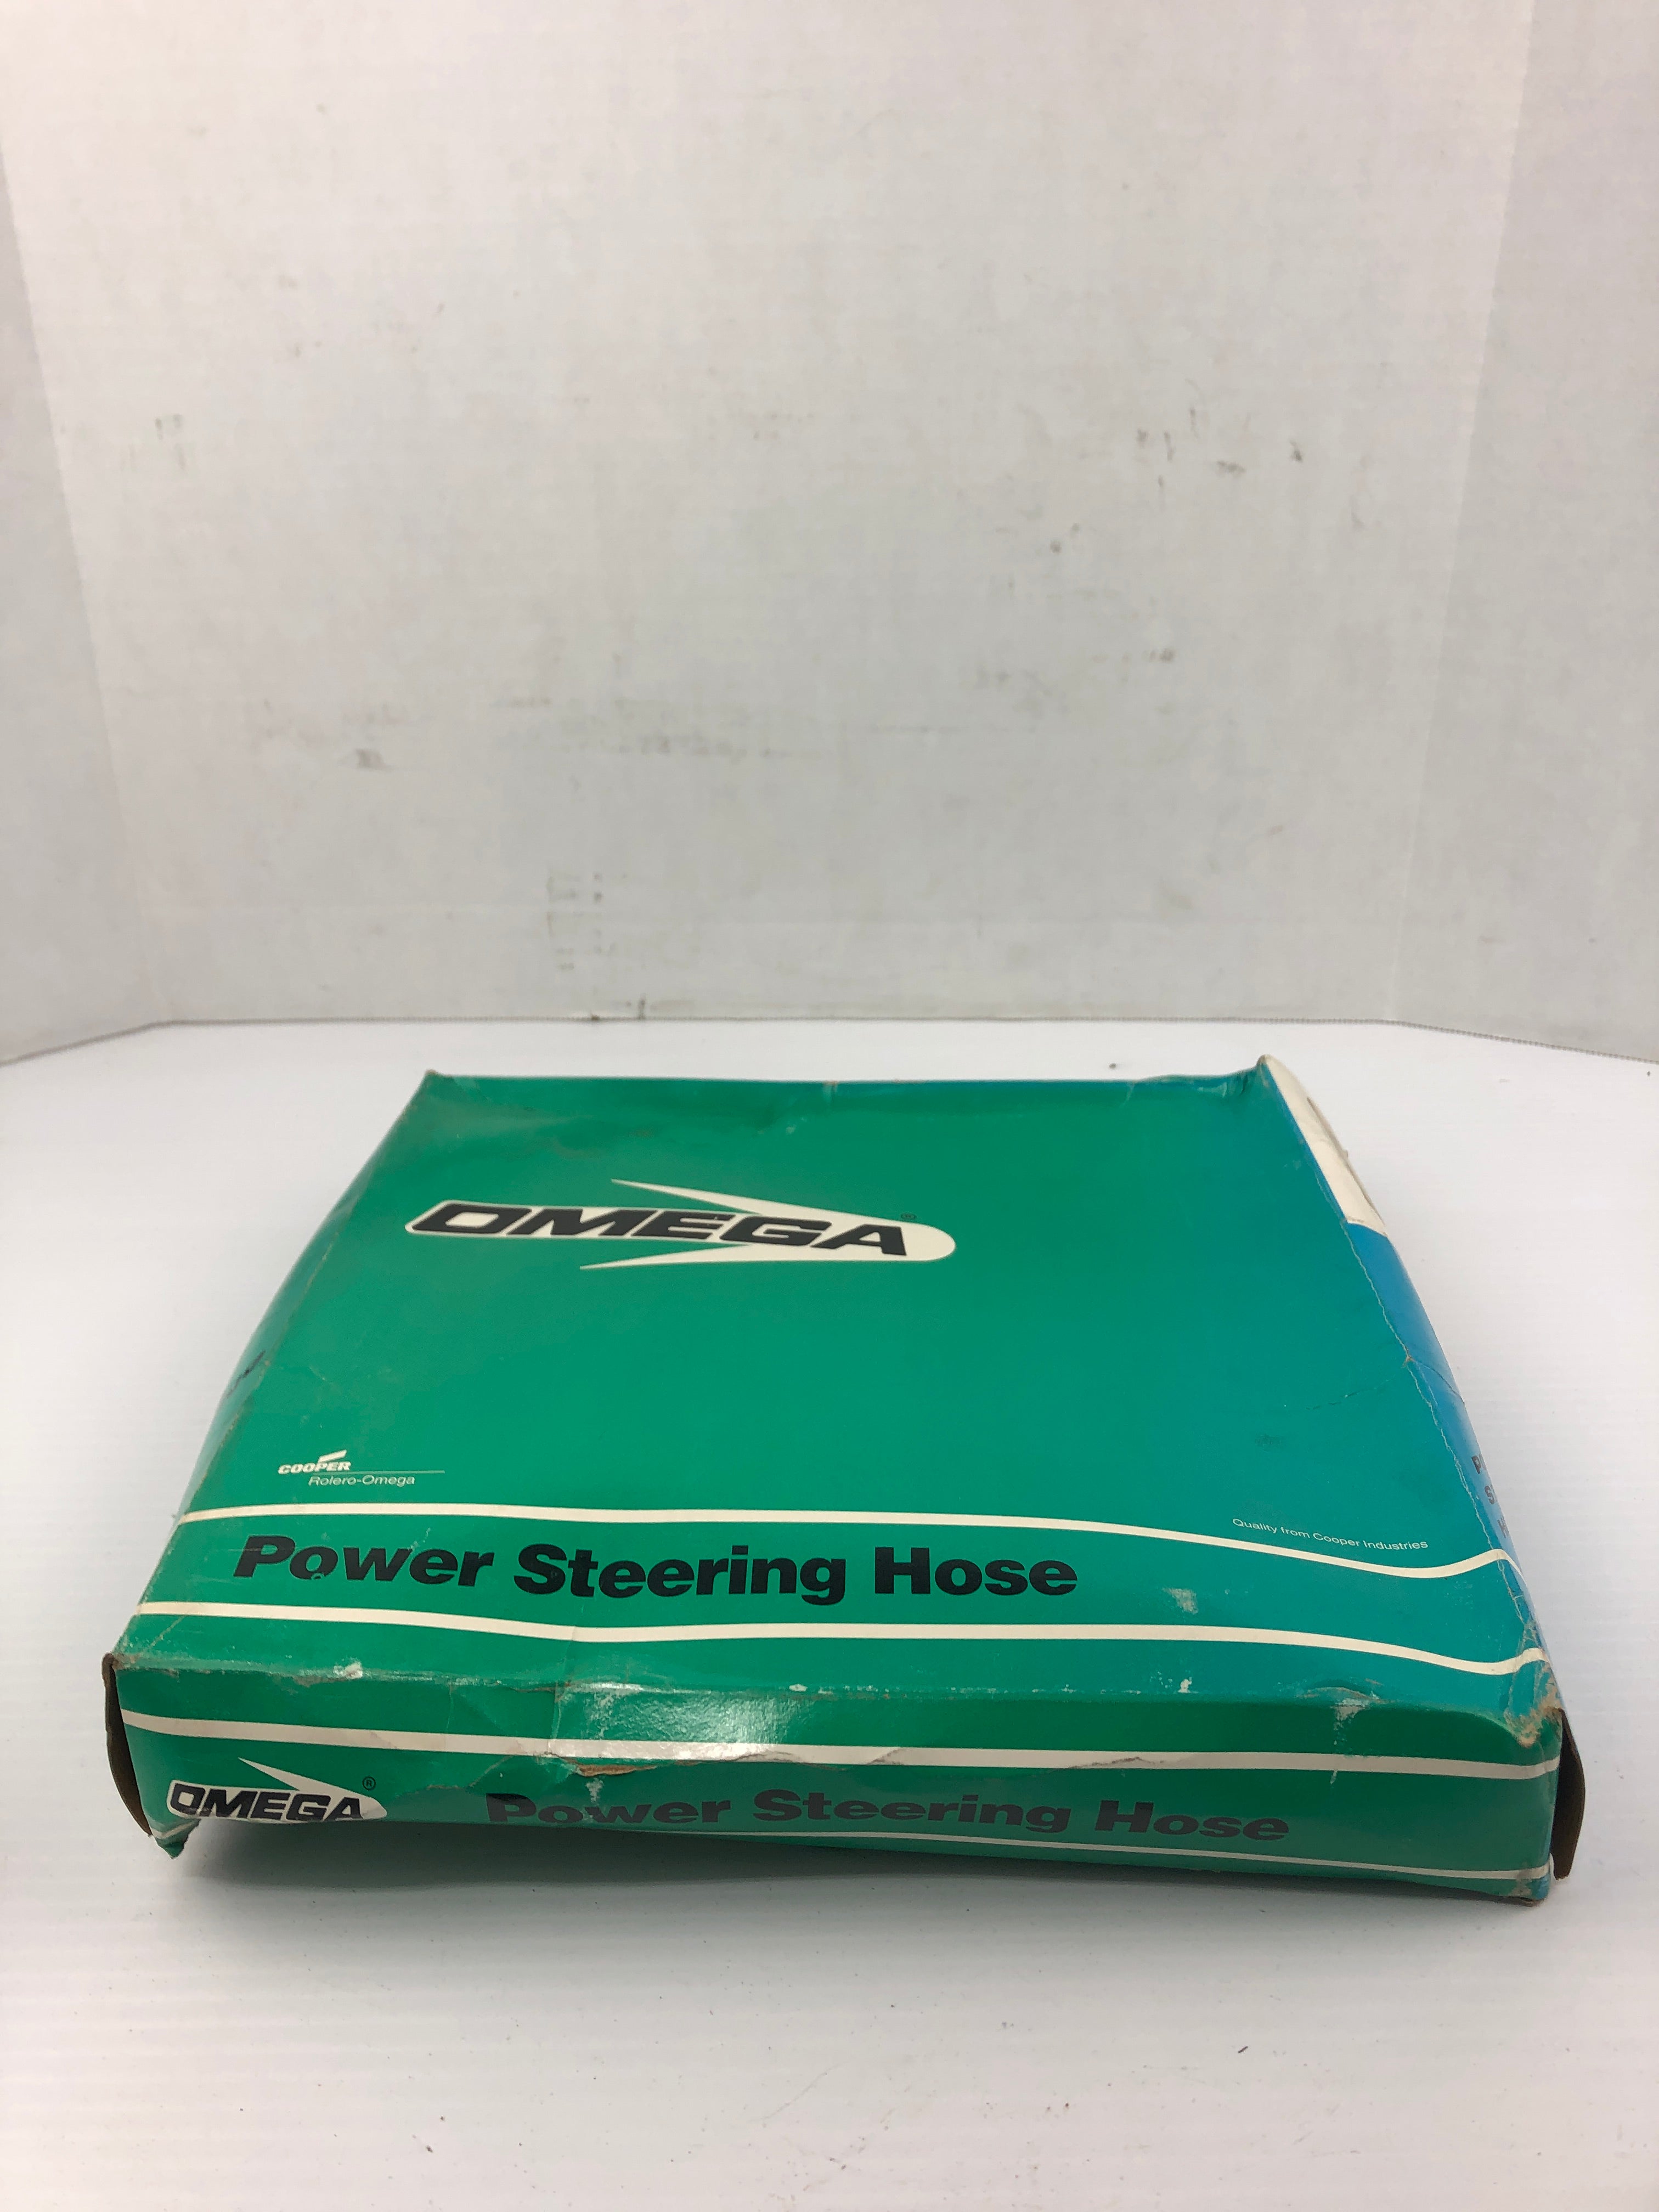 OMEGA®
COOPER
Rolero-Omega
Quality from Cooper Industries
Power Steering Hose
OMEGA®
Power Steering Hose